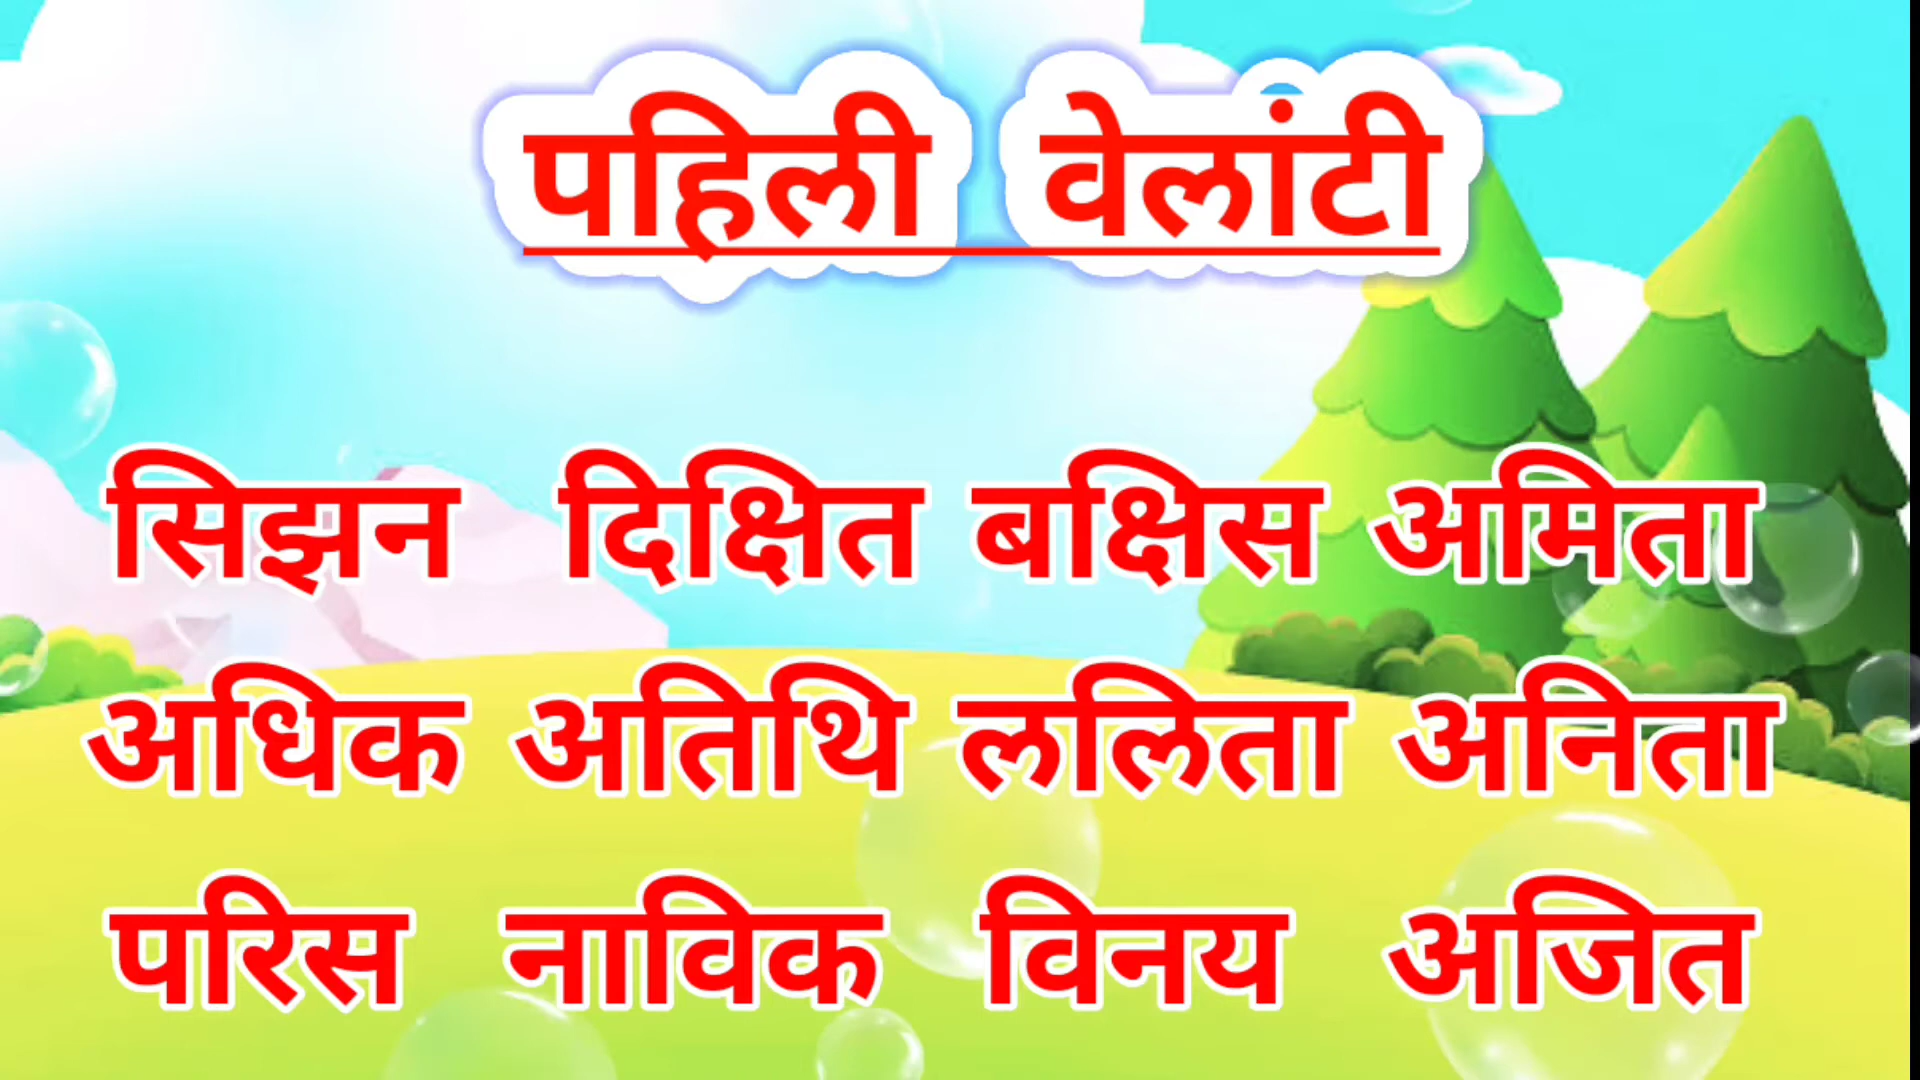 पहिली वेलांटी
सिझन दिक्षित बक्षिस अमिता
अधिक अतिथि ललिता अनिता
परिस नाविक विनय अजित